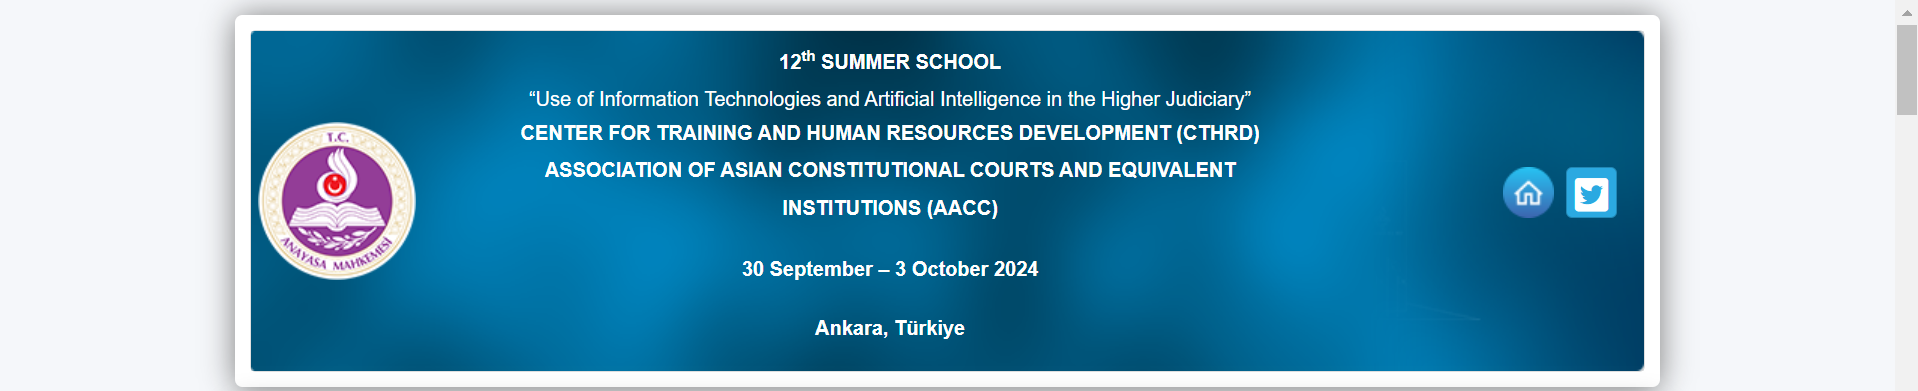 12th SUMMER SCHOOL
“Use of Information Technologies and Artificial Intelligence in the Higher Judiciary”
CENTER FOR TRAINING AND HUMAN RESOURCES DEVELOPMENT (CTHRD)
ASSOCIATION OF ASIAN CONSTITUTIONAL COURTS AND EQUIVALENT
INSTITUTIONS (AACC)
30 September – 3 October 2024
Ankara, Türkiye
T.C.
ANAYASA MAHKEMESİ